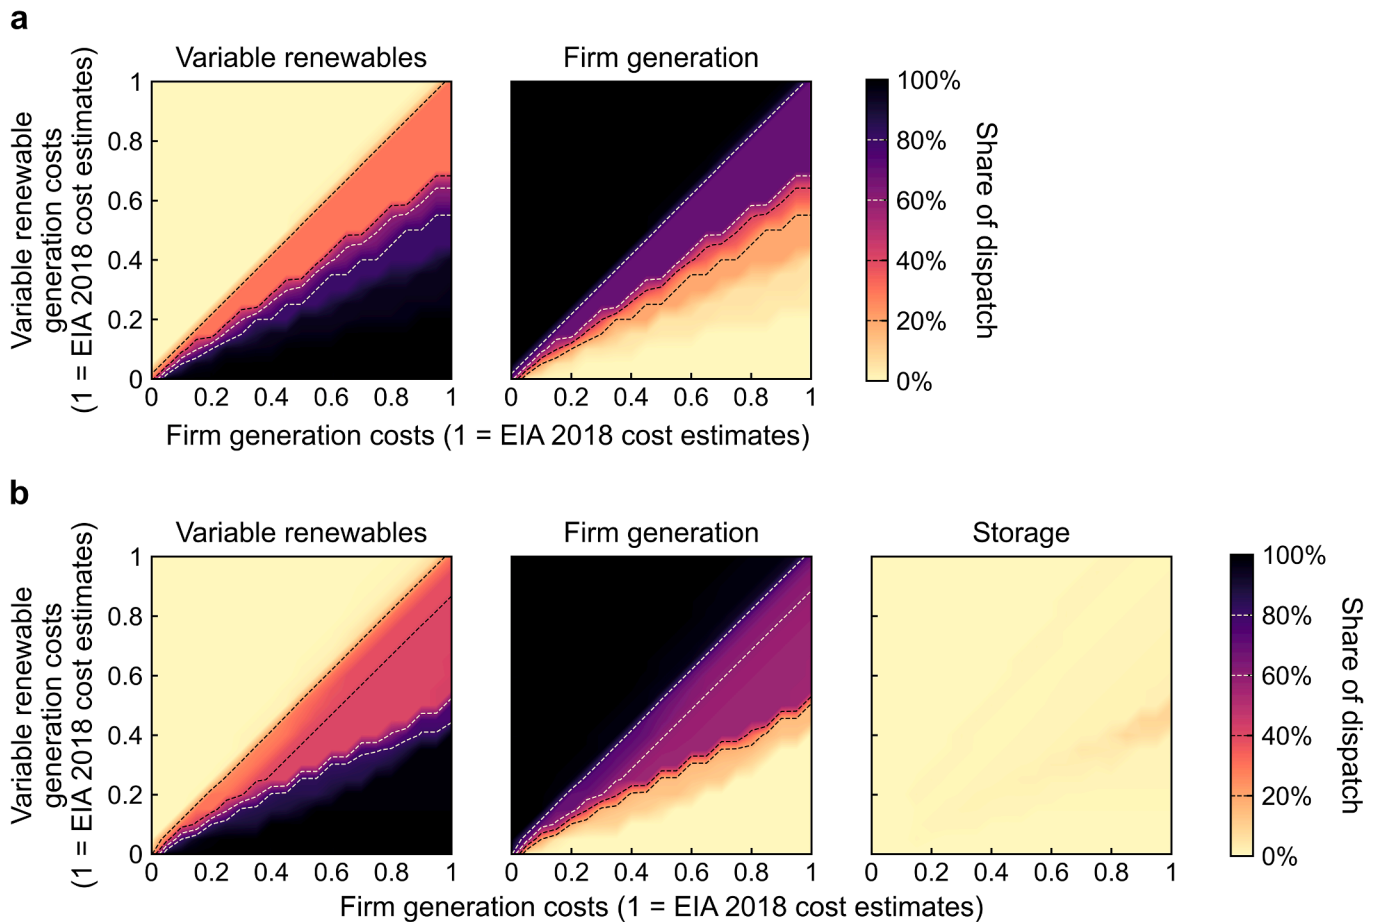 a
Variable renewables
Firm generation
Variable renewable
generation costs
(1 = EIA 2018 cost estimates)
1
0.8
0.6
0.4
0.2
0
0 0.2 0.4 0.6 0.8 1
0 0.2 0.4 0.6 0.8 1
Firm generation costs (1 = EIA 2018 cost estimates)
100%
80%
60%
40%
20%
0%
Share of dispatch
b
Variable renewables
Firm generation
Storage
Variable renewable
generation costs
(1 = EIA 2018 cost estimates)
1
0.8
0.6
0.4
0.2
0
0 0.2 0.4 0.6 0.8 1
0 0.2 0.4 0.6 0.8 1
0 0.2 0.4 0.6 0.8 1
Firm generation costs (1 = EIA 2018 cost estimates)
100%
80%
60%
40%
20%
0%
Share of dispatch